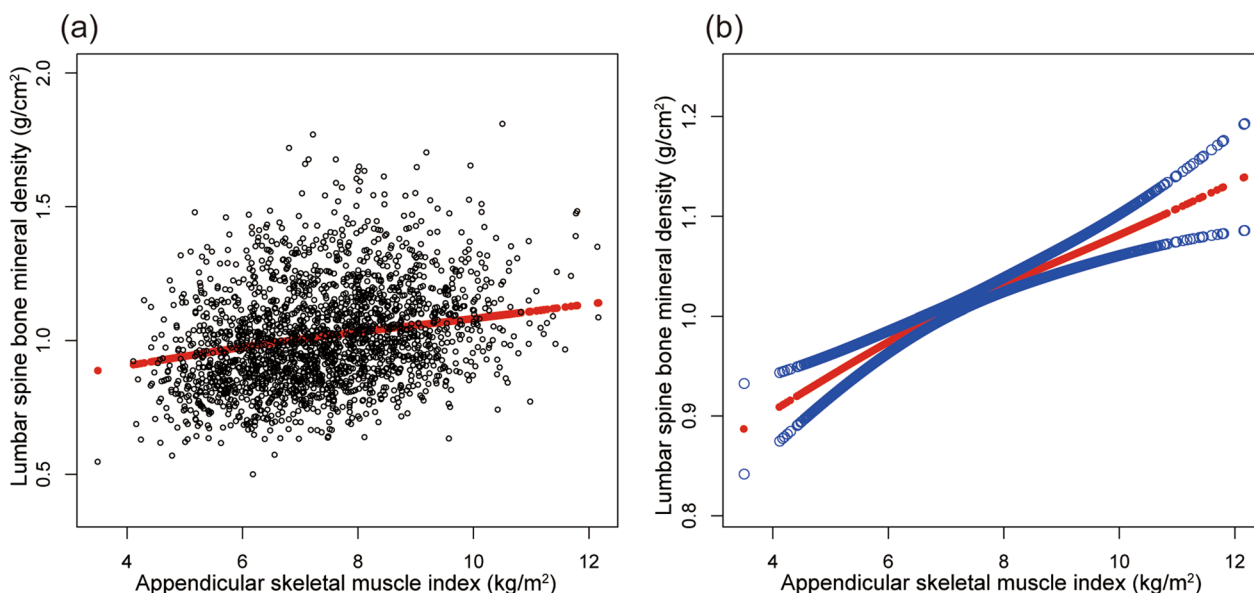 (a)
Lumbar spine bone mineral density (g/cm²)
2.0
1.5
1.0
0.5
4 6 8 10 12
Appendicular skeletal muscle index (kg/m²)
(b)
Lumbar spine bone mineral density (g/cm²)
1.2
1.1
1.0
0.9
0.8
4 6 8 10 12
Appendicular skeletal muscle index (kg/m²)